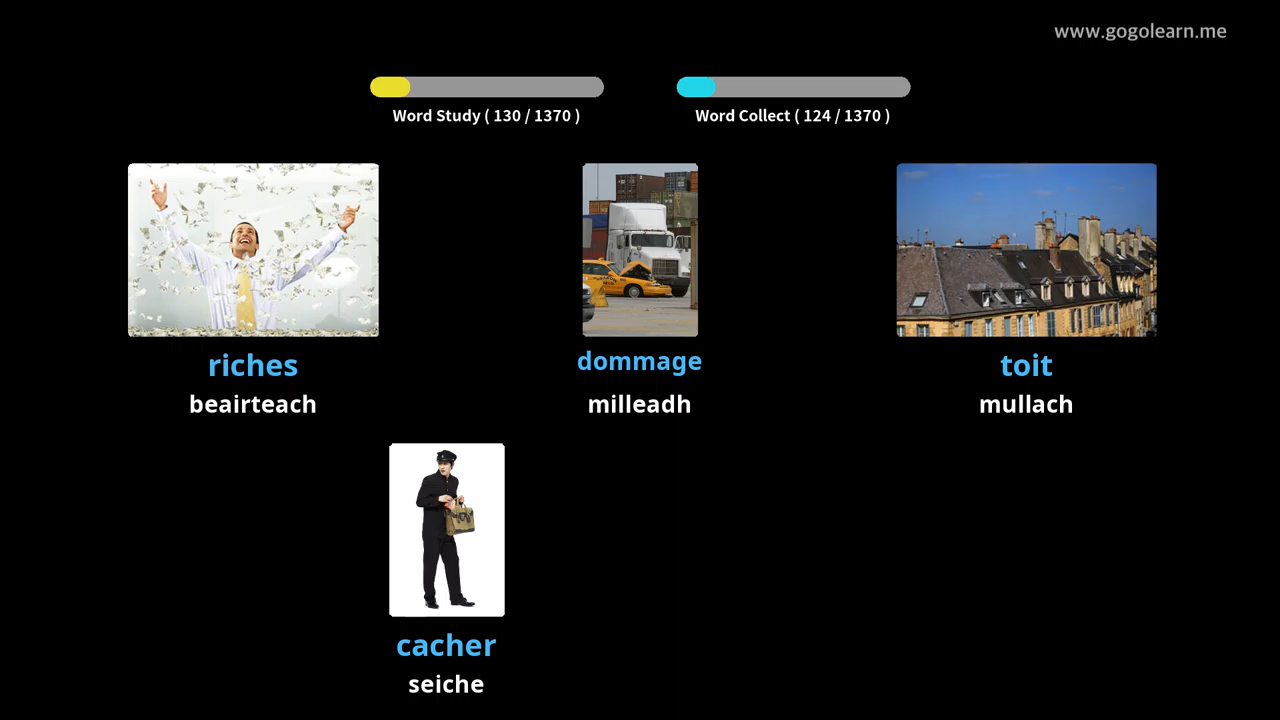 www.gogolearn.me
Word Study ( 130 / 1370 )
Word Collect ( 124 / 1370 )
riches
beairteach
dommage
milleadh
toit
mullach
cacher
seiche